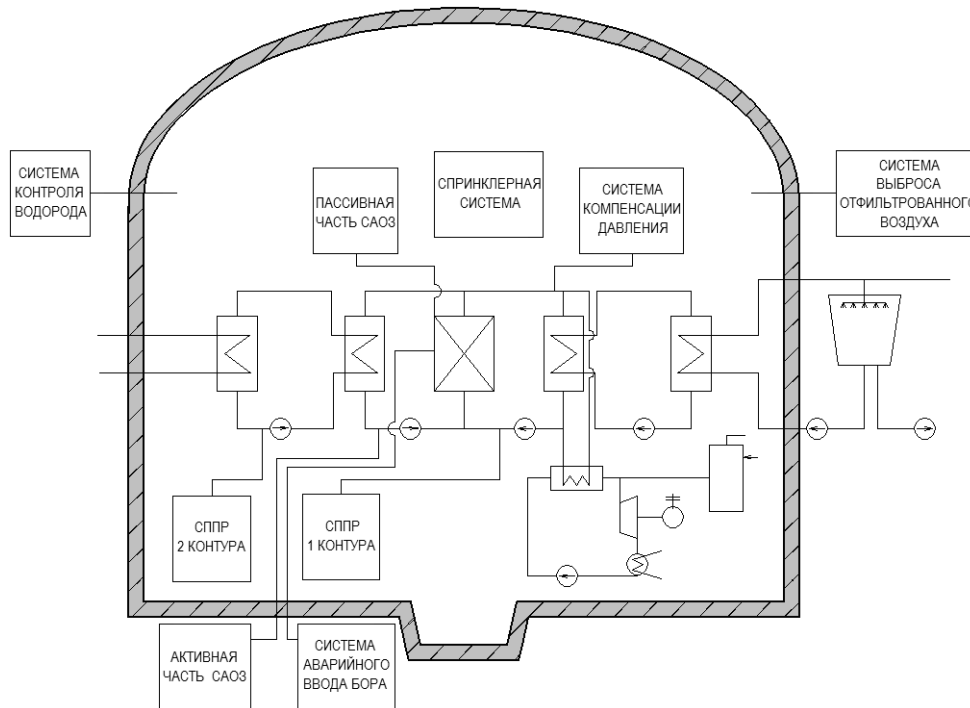 СИСТЕМА
КОНТРОЛЯ
ВОДОРОДА
ПАССИВНАЯ
ЧАСТЬ САОЗ
СПРИНКЛЕРНАЯ
СИСТЕМА
СИСТЕМА
КОМПЕНСАЦИИ
ДАВЛЕНИЯ
СИСТЕМА
ВЫБРОСА
ОТФИЛЬТРОВАННОГО
ВОЗДУХА
СППР
2 КОНТУРА
СППР
1 КОНТУРА
АКТИВНАЯ
ЧАСТЬ САОЗ
СИСТЕМА
АВАРИЙНОГО
ВВОДА БОРА